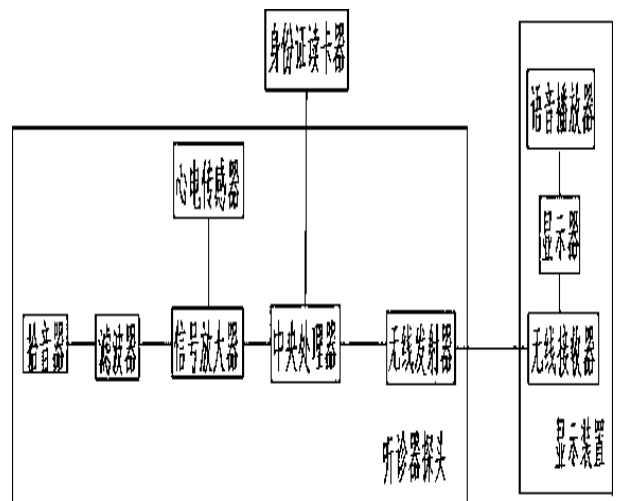 身份证读卡器
语音播放器
心电传感器
显示器
拾音器
滤波器
信号放大器
中央处理器
无线发射器
无线接收器
听诊器探头
显示装置